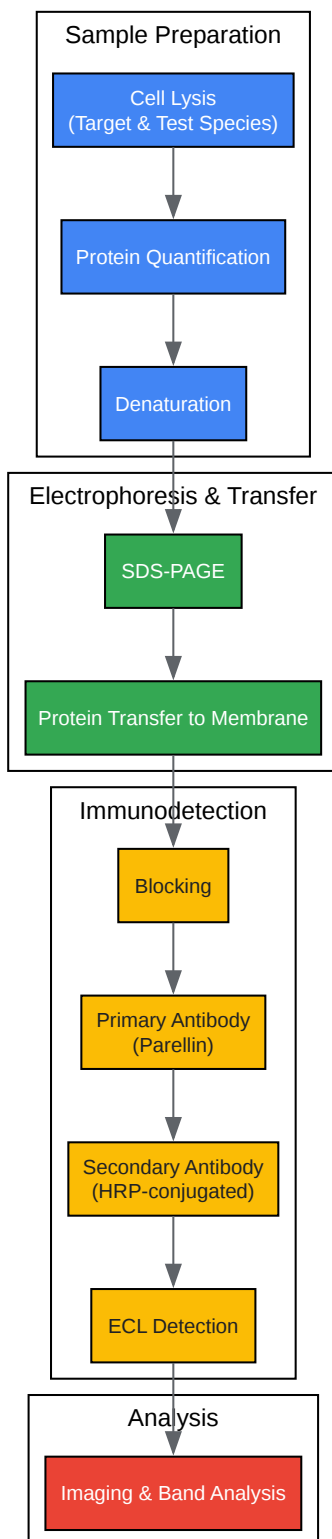 Sample Preparation
Cell Lysis
(Target & Test Species)
Protein Quantification
Denaturation
Electrophoresis & Transfer
SDS-PAGE
Protein Transfer to Membrane
Immunodetection
Blocking
Primary Antibody
(Parellin)
Secondary Antibody
(HRP-conjugated)
ECL Detection
Analysis
Imaging & Band Analysis